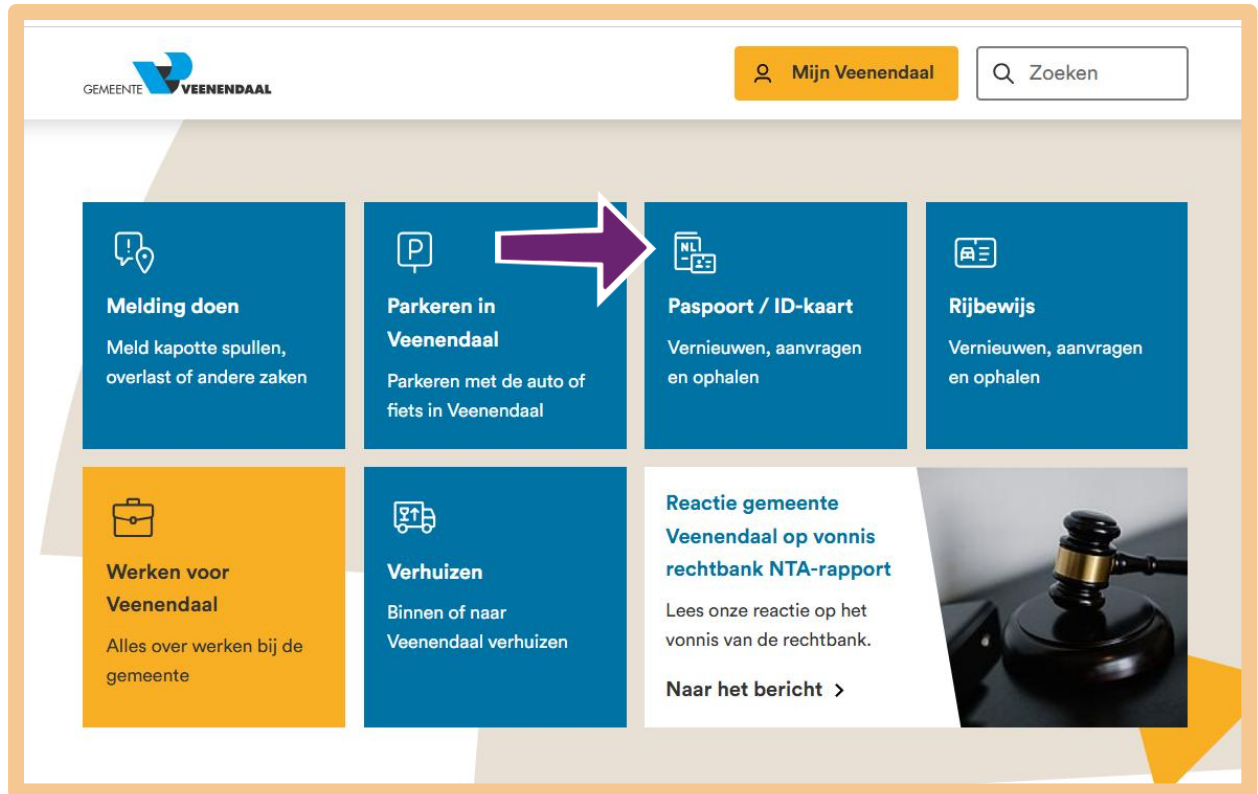 GEMEENTE VEENENDAAL
Mijn Veenendaal
Zoeken
Melding doen
Meld kapotte spullen,
overlast of andere zaken
P
Parkeren in
Veenendaal
Parkeren met de auto of
fiets in Veenendaal
NL
Paspoort / ID-kaart
Vernieuwen, aanvragen
en ophalen
Rijbewijs
Vernieuwen, aanvragen
en ophalen
Werken voor
Veenendaal
Alles over werken bij de
gemeente
Verhuizen
Binnen of naar
Veenendaal verhuizen
Reactie gemeente
Veenendaal op vonnis
rechtbank NTA-rapport
Lees onze reactie op het
vonnis van de rechtbank.
Naar het bericht >